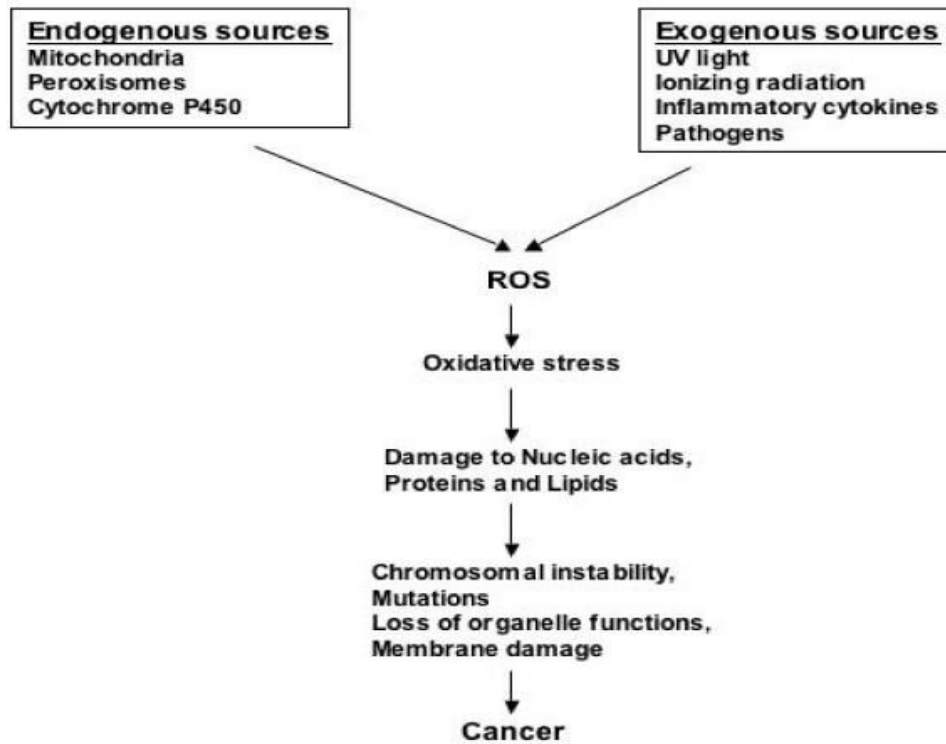 Endogenous sources
Mitochondria
Peroxisomes
Cytochrome P450
Exogenous sources
UV light
Ionizing radiation
Inflammatory cytokines
Pathogens
ROS
Oxidative stress
Damage to Nucleic acids,
Proteins and Lipids
Chromosomal instability,
Mutations
Loss of organelle functions,
Membrane damage
Cancer